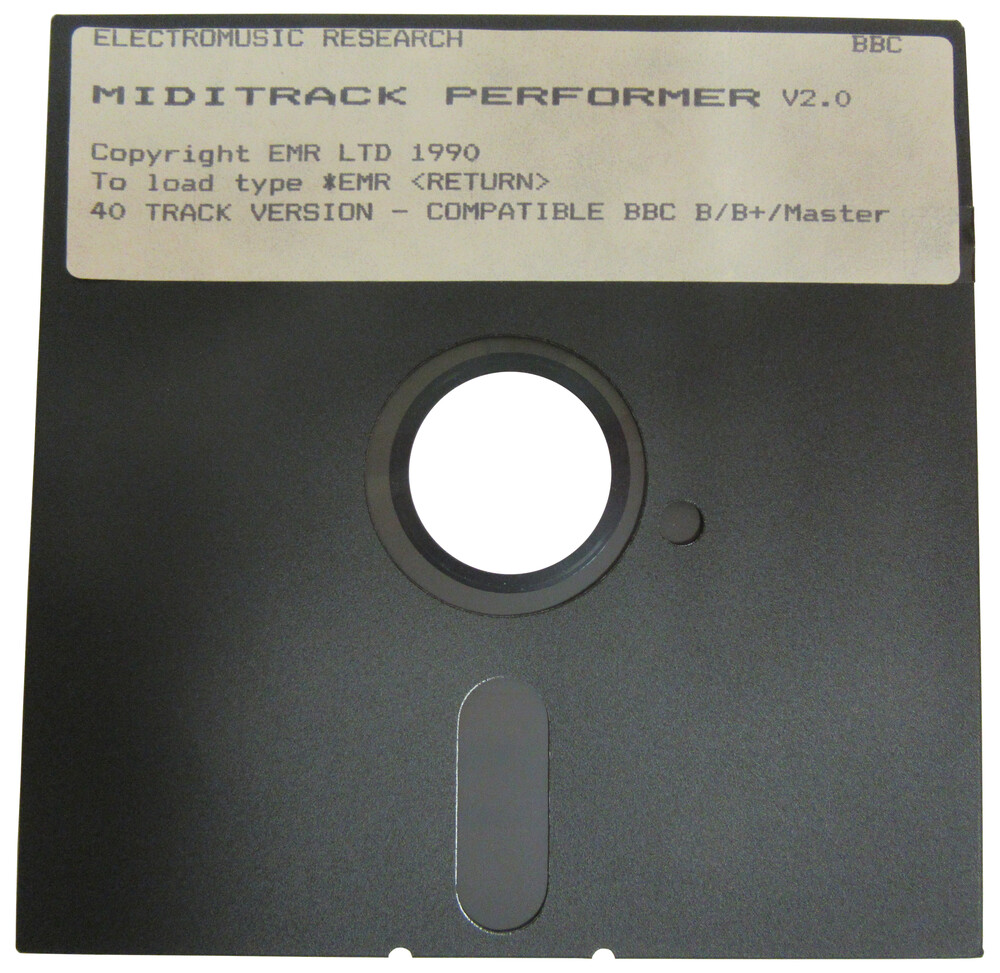 ELECTROMUSIC RESEARCH BBC
MIDITRACK PERFORMER V2.0
Copyright EMR LTD 1990
To load type *EMR <RETURN>
40 TRACK VERSION - COMPATIBLE BBC B/B+/Master